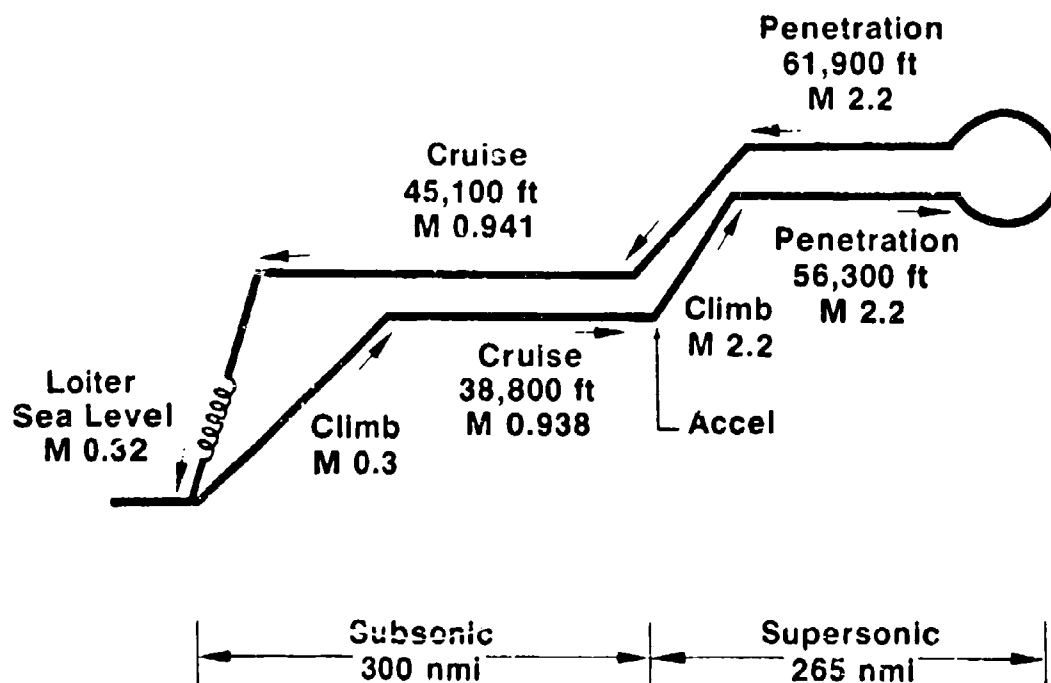 Penetration
61,900 ft
M 2.2
Cruise
45,100 ft
M 0.941
Penetration
56,300 ft
M 2.2
Climb
M 2.2
Cruise
38,800 ft
M 0.938
Accel
Loiter
Sea Level
M 0.32
Climb
M 0.3
Subsonic
300 nmi
Supersonic
265 nmi